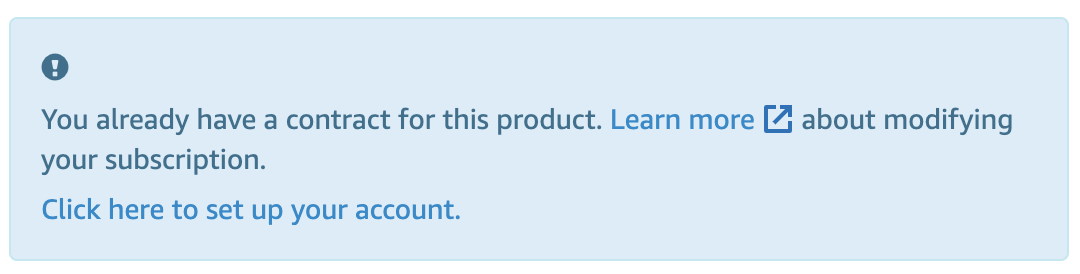 You already have a contract for this product. Learn more about modifying
your subscription.
Click here to set up your account.